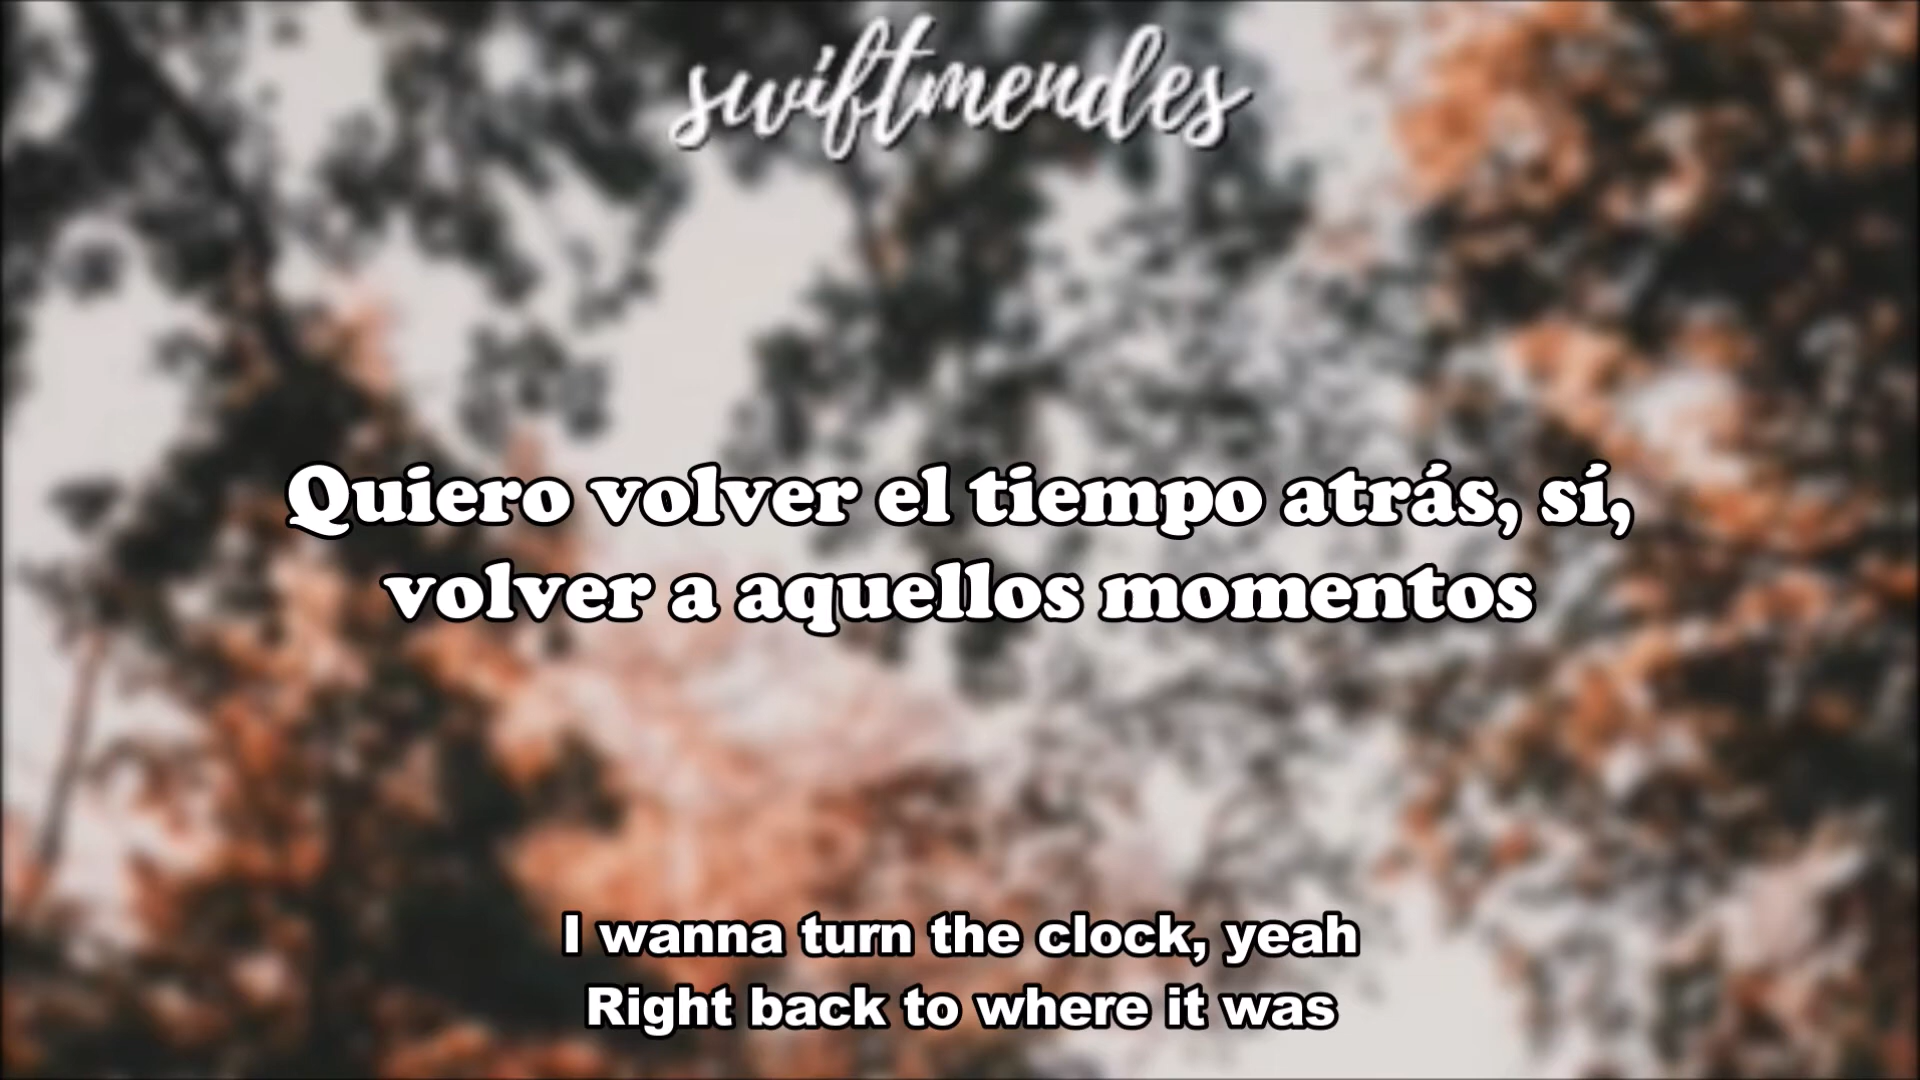 swiftmendes
Quiero volver el tiempo atrás, sí,
volver a aquellos momentos
I wanna turn the clock, yeah
Right back to where it was